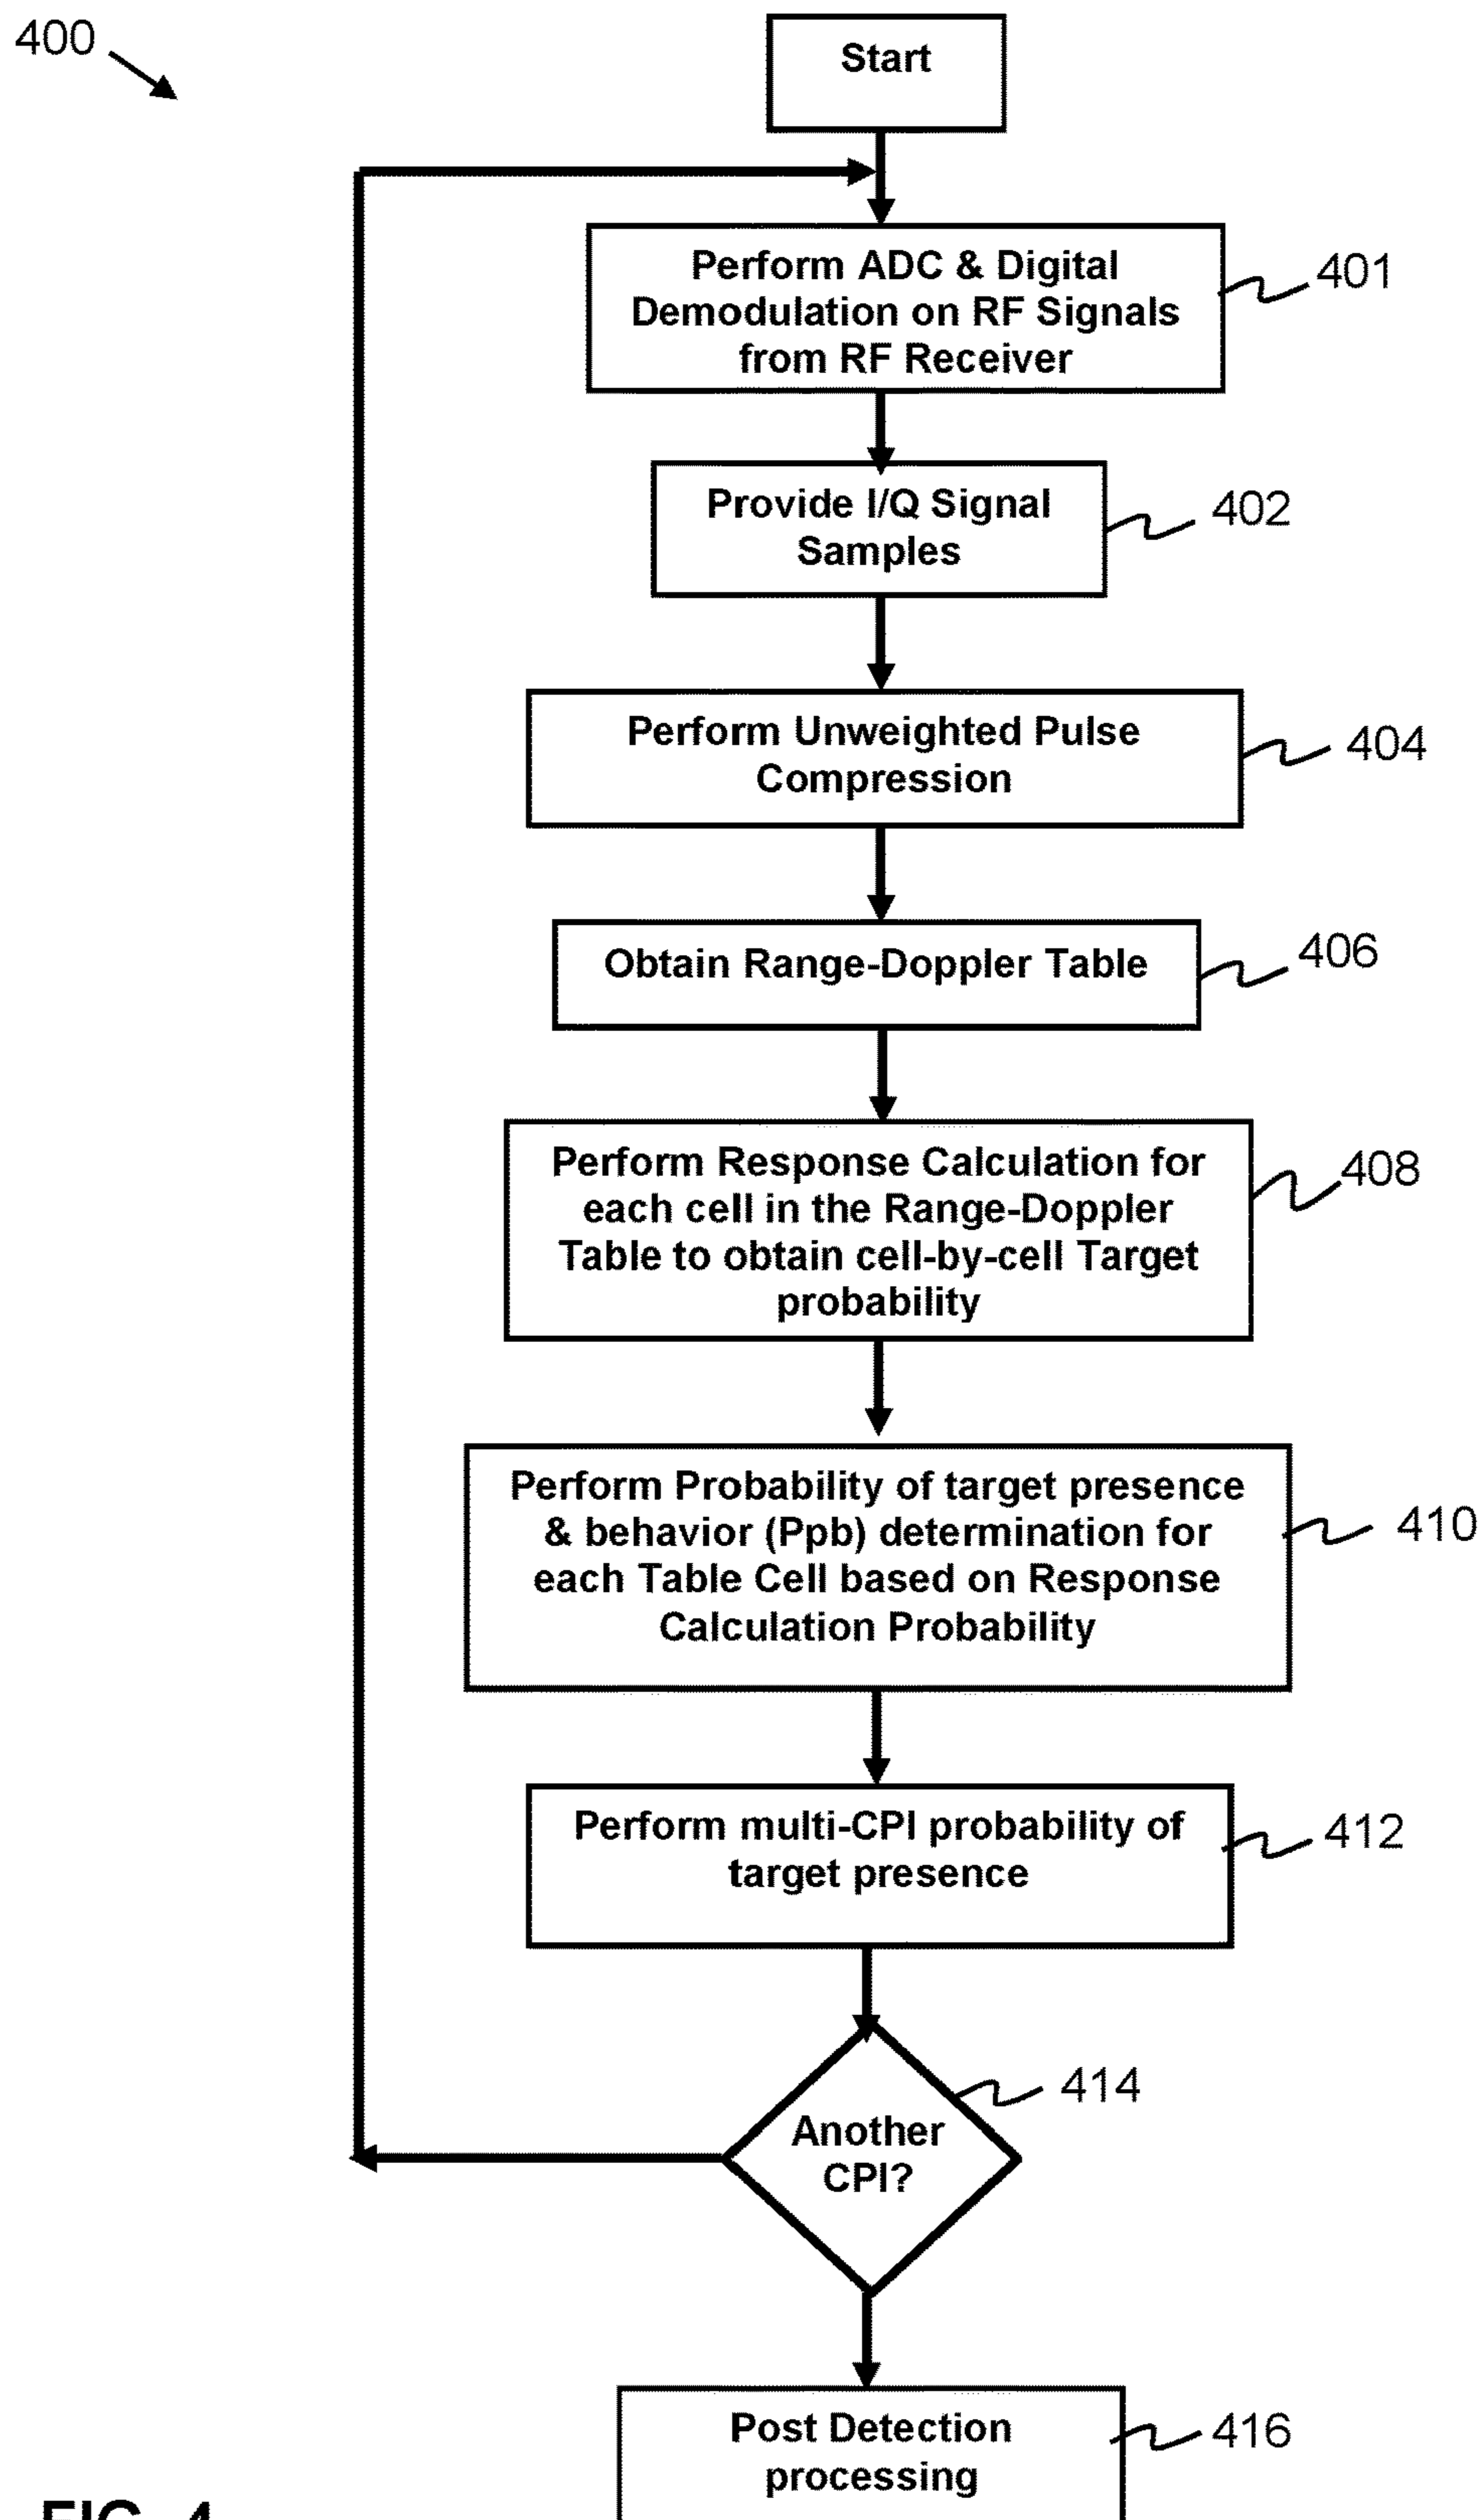 400
Start
Perform ADC & Digital
Demodulation on RF Signals
from RF Receiver
401
Provide I/Q Signal
Samples
402
Perform Unweighted Pulse
Compression
404
Obtain Range-Doppler Table
406
Perform Response Calculation for
each cell in the Range-Doppler
Table to obtain cell-by-cell Target
probability
408
Perform Probability of target presence
& behavior (Ppb) determination for
each Table Cell based on Response
Calculation Probability
410
Perform multi-CPI probability of
target presence
412
Another
CPI?
414
Post Detection
processing
416
FIG. 4